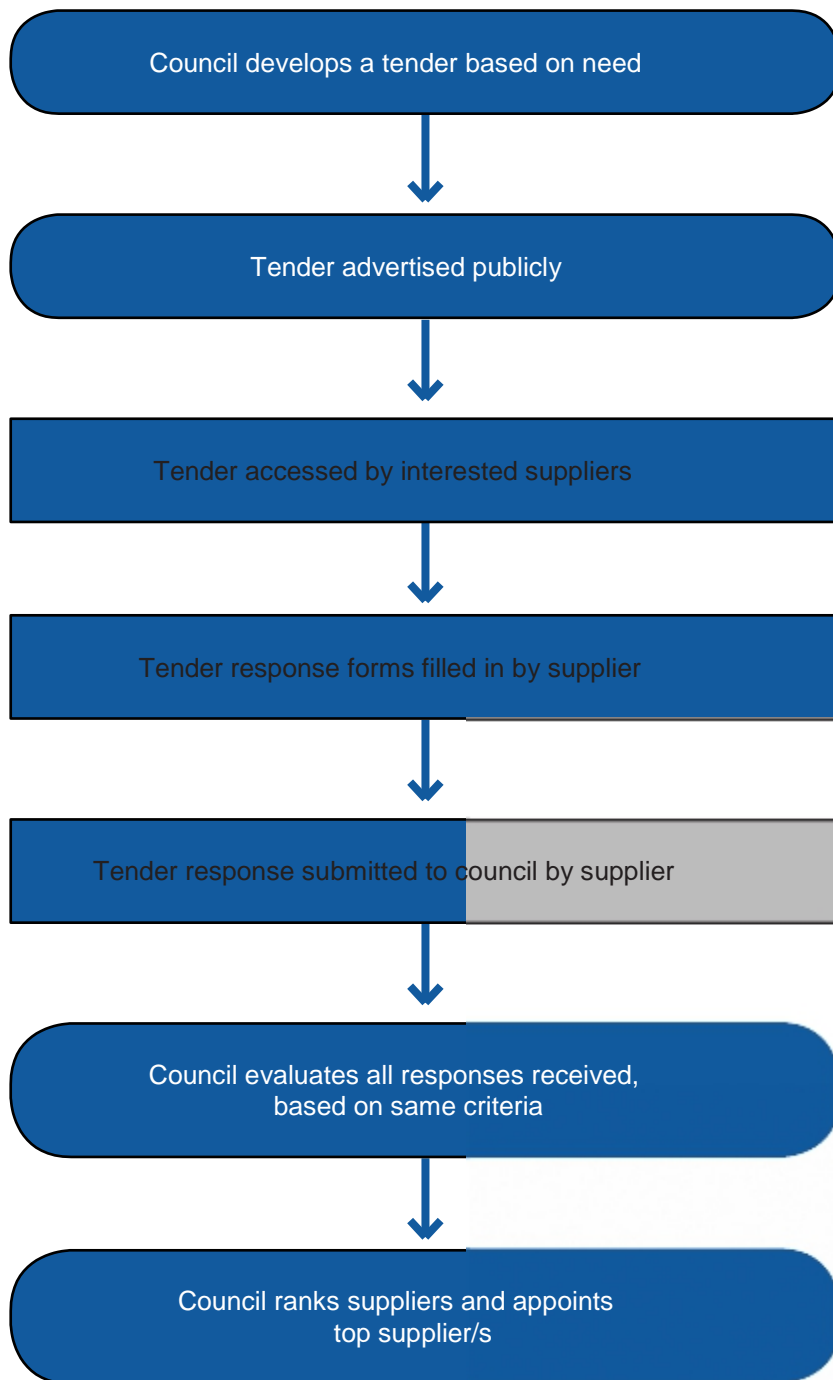 Council develops a tender based on need
Tender advertised publicly
Tender accessed by interested suppliers
Tender response forms filled in by supplier
Tender response submitted to council by supplier
Council evaluates all responses received,
based on same criteria
Council ranks suppliers and appoints
top supplier/s